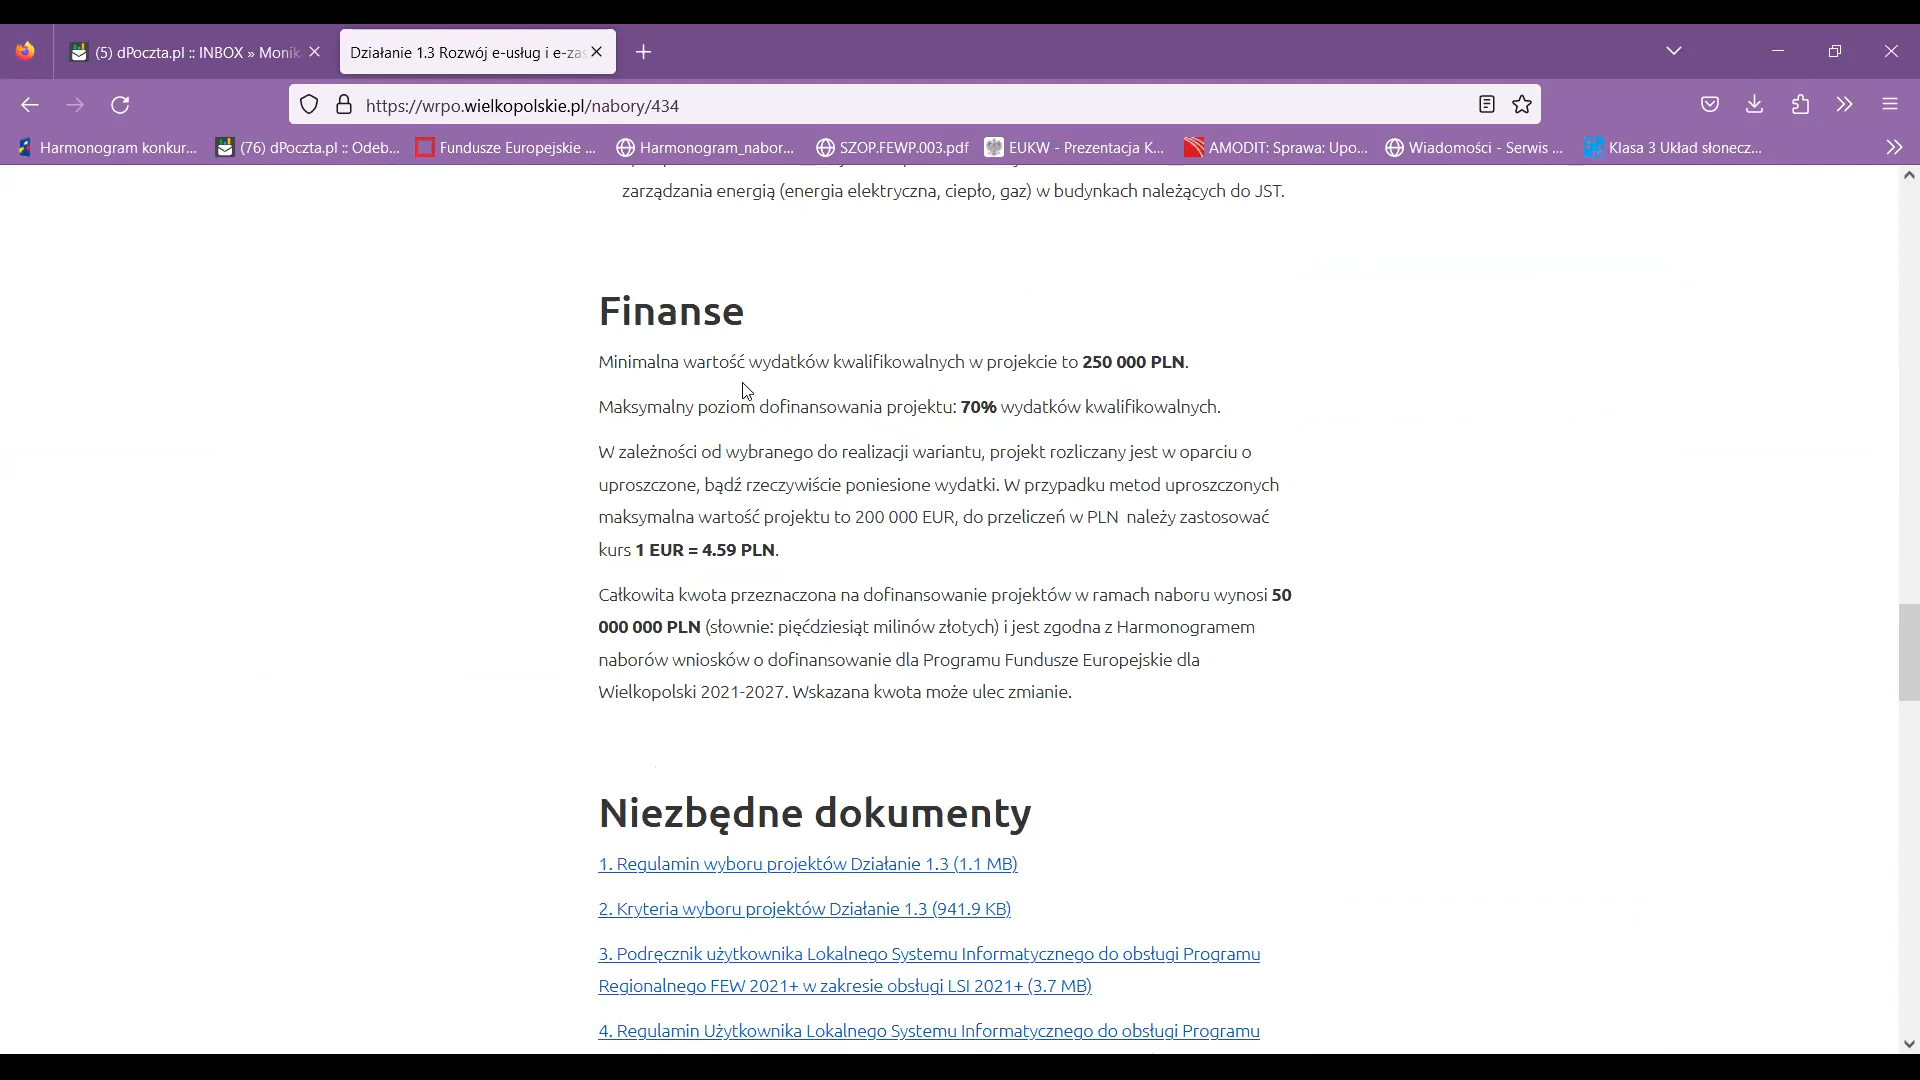 (5) dPoczta.pl :: INBOX » Monik
Działanie 1.3 Rozwój e-usług i e-zas
https://wrpo.wielkopolskie.pl/nabory/434
Harmonogram konkur...
(76) dPoczta.pl :: Odeb...
Fundusze Europejskie ...
Harmonogram_nabor...
SZOP.FEWP.003.pdf
EUKW - Prezentacja K...
AMODIT: Sprawa: Upo...
Wiadomości - Serwis ...
Klasa 3 Układ słonecz...
zarządzania energią (energia elektryczna, ciepło, gaz) w budynkach należących do JST.
Finanse
Minimalna wartość wydatków kwalifikowalnych w projekcie to 250 000 PLN.
Maksymalny poziom dofinansowania projektu: 70% wydatków kwalifikowalnych.
W zależności od wybranego do realizacji wariantu, projekt rozliczany jest w oparciu o
uproszczone, bądź rzeczywiście poniesione wydatki. W przypadku metod uproszczonych
maksymalna wartość projektu to 200 000 EUR, do przeliczeń w PLN należy zastosować
kurs 1 EUR = 4.59 PLN.
Całkowita kwota przeznaczona na dofinansowanie projektów w ramach naboru wynosi 50
000 000 PLN (słownie: pięćdziesiąt milinów złotych) i jest zgodna z Harmonogramem
naborów wniosków o dofinansowanie dla Programu Fundusze Europejskie dla
Wielkopolski 2021-2027. Wskazana kwota może ulec zmianie.
Niezbędne dokumenty
1. Regulamin wyboru projektów Działanie 1.3 (1.1 MB)
2. Kryteria wyboru projektów Działanie 1.3 (941.9 KB)
3. Podręcznik użytkownika Lokalnego Systemu Informatycznego do obsługi Programu
Regionalnego FEW 2021+ w zakresie obsługi LSI 2021+ (3.7 MB)
4. Regulamin Użytkownika Lokalnego Systemu Informatycznego do obsługi Programu